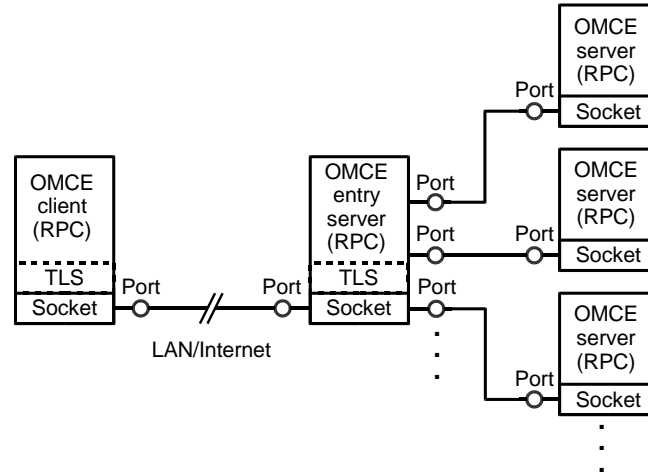 OMCE
server
(RPC)
Port
Socket
OMCE
client
(RPC)
TLS
Socket
Port
LAN/Internet
Port
OMCE
entry
server
(RPC)
TLS
Socket
Port
Port
Port
Port
OMCE
server
(RPC)
Socket
Port
OMCE
server
(RPC)
Socket